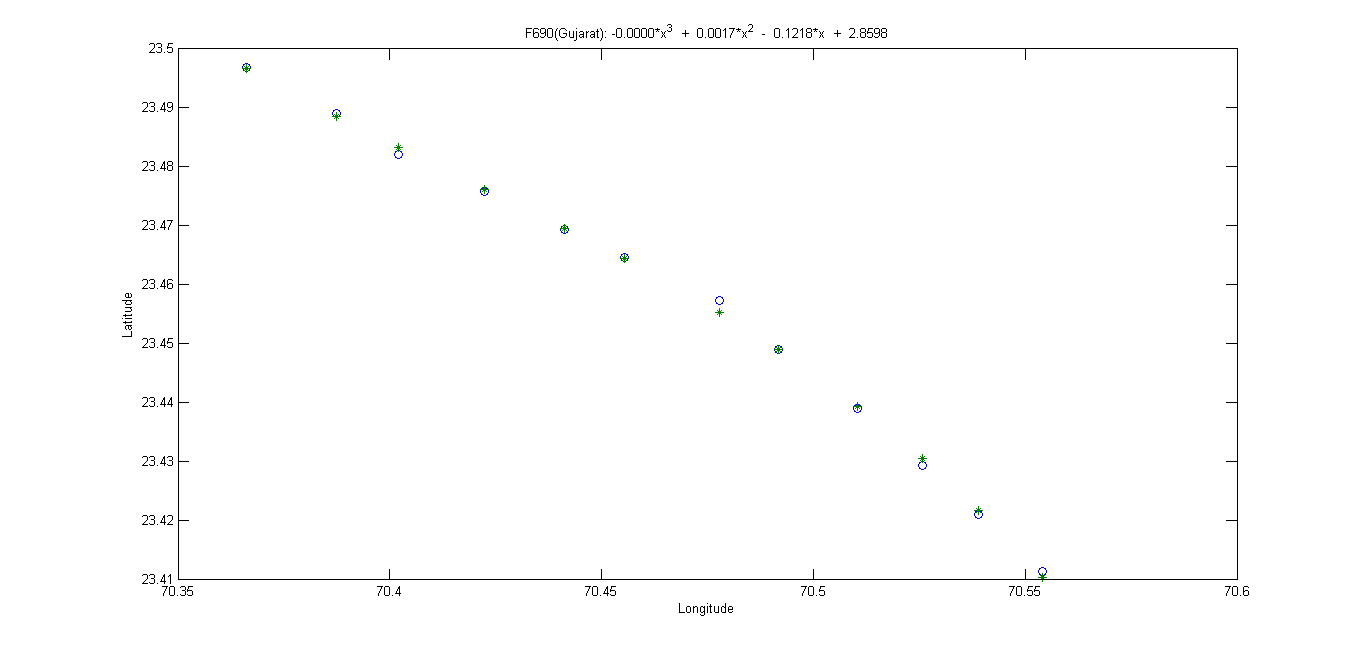 F690(Gujarat): -0.0000*x³ + 0.0017*x² - 0.1218*x + 2.8598
23.5
23.49
23.48
23.47
23.46
23.45
23.44
23.43
23.42
23.41
Latitude
70.35 70.4 70.45 70.5 70.55 70.6
Longitude